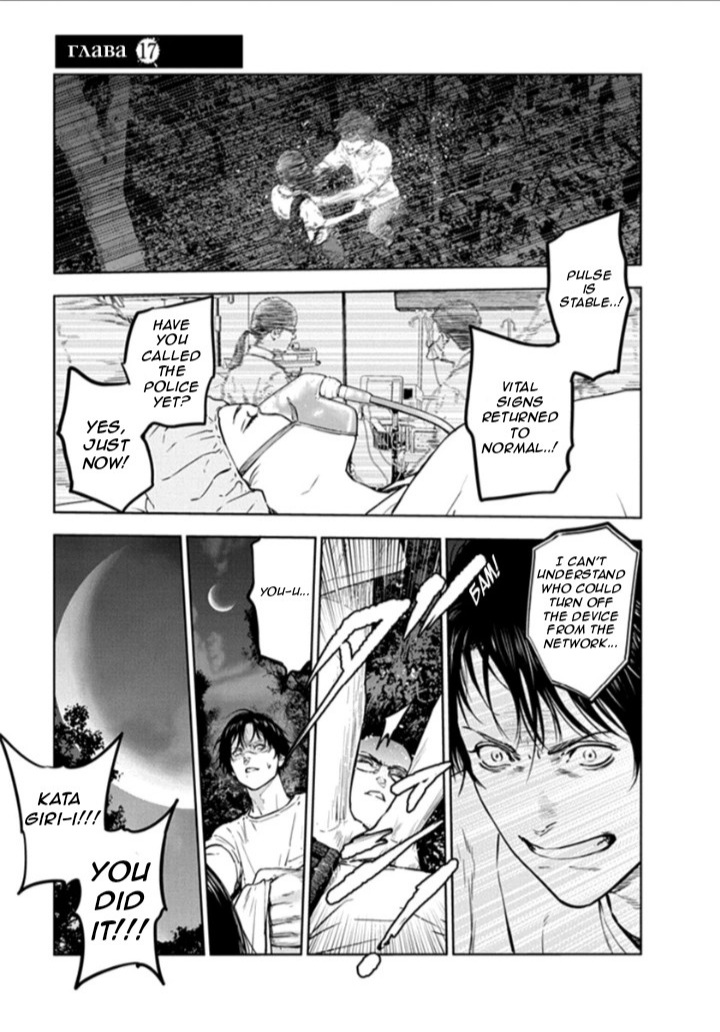 глава 17
PULSE
IS
STABLE..!
VITAL
SIGNS
RETURNED
TO
NORMAL..!
HAVE
YOU
CALLED
THE
POLICE
YET?
YES,
JUST
NOW!
I CAN'T
UNDERSTAND
WHO COULD
TURN OFF
THE DEVICE
FROM THE
NETWORK...
БАМ!
YOU-U...
KATA
GIRI-I!!!
YOU
DID
IT!!!